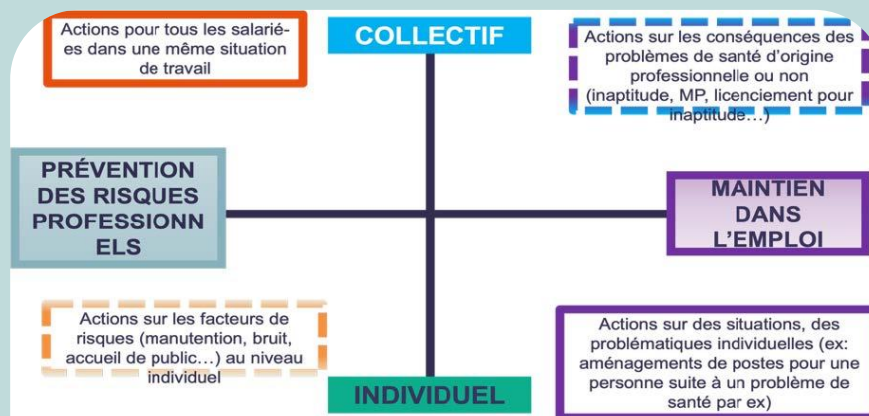 Actions pour tous les salarié-
es dans une même situation
de travail
COLLECTIF
Actions sur les conséquences des
problèmes de santé d'origine
professionnelle ou non
(inaptitude, MP, licenciement pour
inaptitude…)
PRÉVENTION
DES RISQUES
PROFESSIONN
ELS
MAINTIEN
DANS
L'EMPLOI
Actions sur les facteurs de
risques (manutention, bruit,
accueil de public…) au niveau
individuel
INDIVIDUEL
Actions sur des situations, des
problématiques individuelles (ex:
aménagements de postes pour une
personne suite à un problème de
santé par ex)